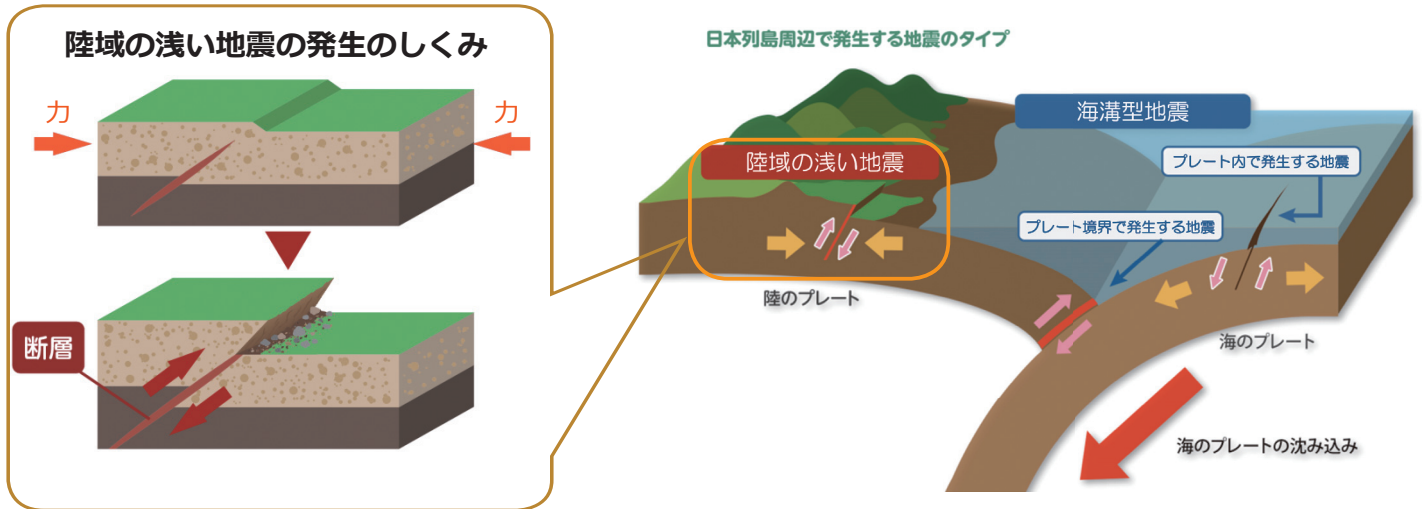 陸域の浅い地震の発生のしくみ
力
力
断層
日本列島周辺で発生する地震のタイプ
海溝型地震
陸域の浅い地震
プレート内で発生する地震
プレート境界で発生する地震
陸のプレート
海のプレート
海のプレートの沈み込み